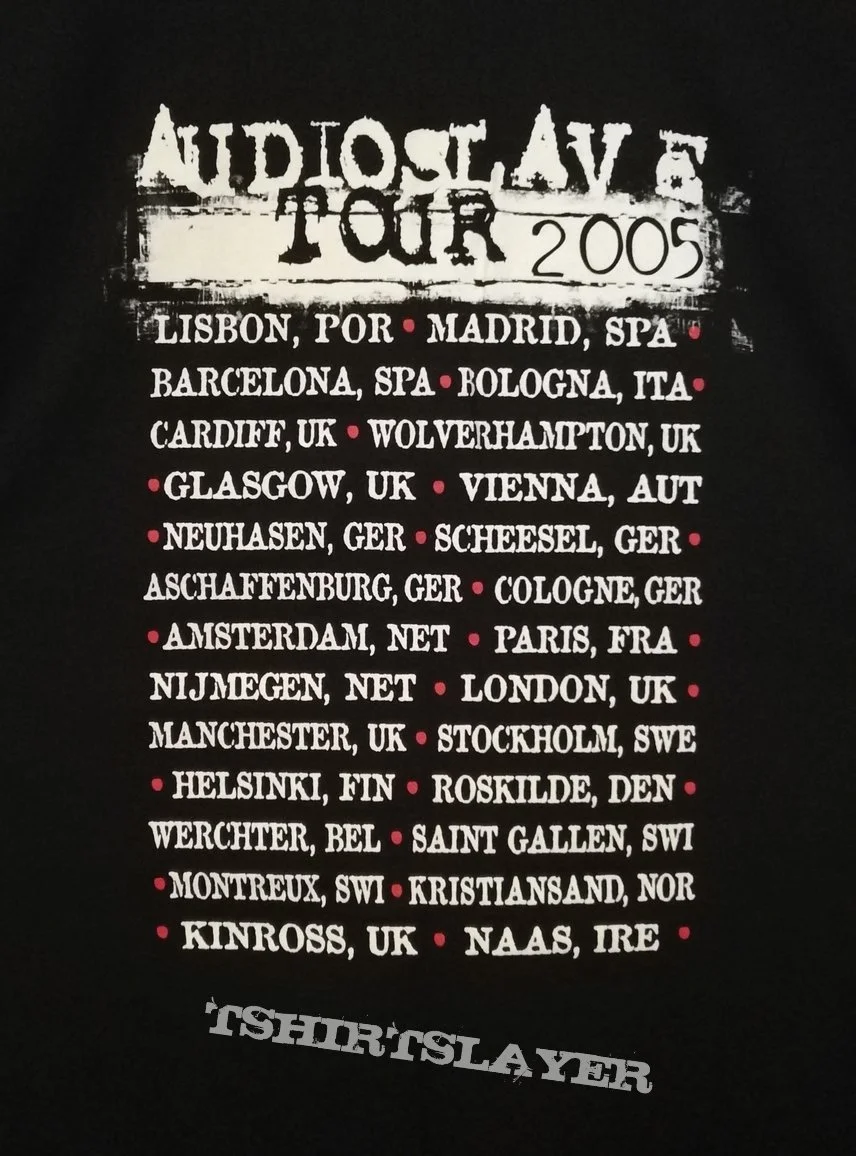 AUDIOSLAVE
TOUR 2005
LISBON, POR • MADRID, SPA •
BARCELONA, SPA • BOLOGNA, ITA •
CARDIFF, UK • WOLVERHAMPTON, UK
• GLASGOW, UK • VIENNA, AUT
• NEUHASEN, GER • SCHEESEL, GER •
ASCHAFFENBURG, GER • COLOGNE, GER
• AMSTERDAM, NET • PARIS, FRA •
NIJMEGEN, NET • LONDON, UK •
MANCHESTER, UK • STOCKHOLM, SWE
• HELSINKI, FIN • ROSKILDE, DEN •
WERCHTER, BEL • SAINT GALLEN, SWI
• MONTREUX, SWI • KRISTIANSAND, NOR
• KINROSS, UK • NAAS, IRE •
TSHIRTSLAYER